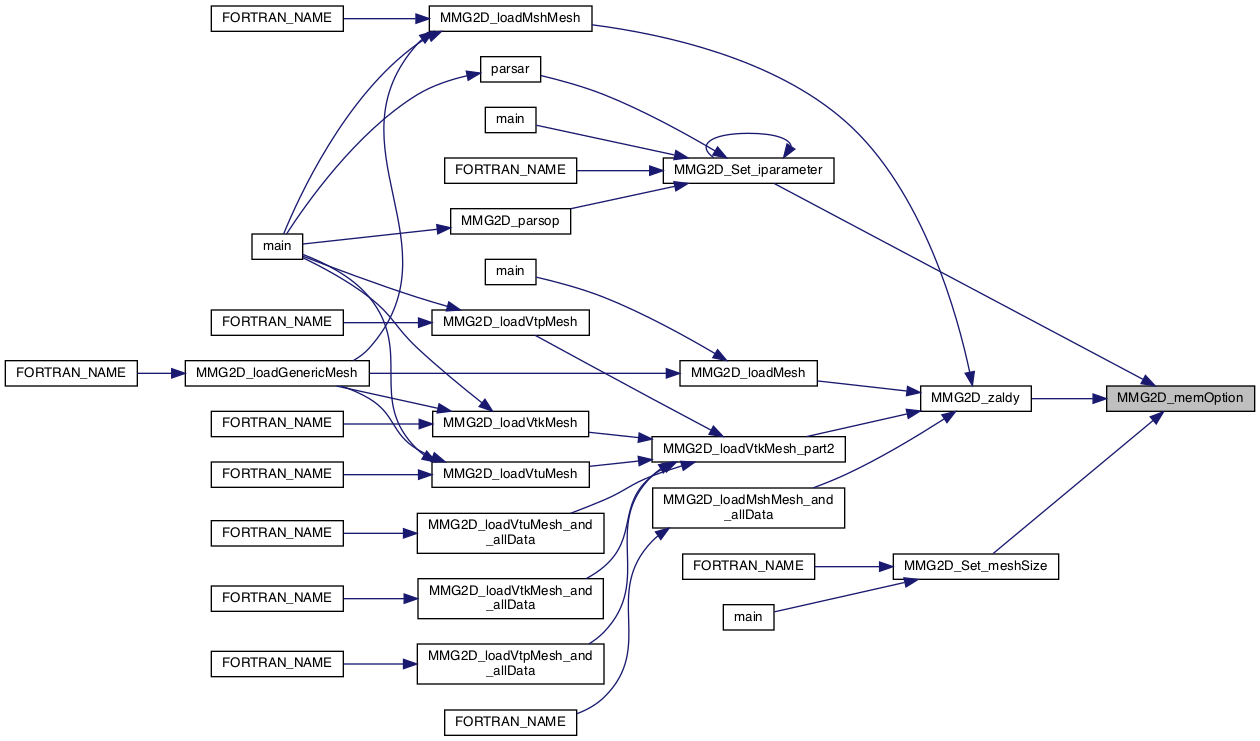 FORTRAN_NAME
MMG2D_loadMshMesh
parsar
main
FORTRAN_NAME
MMG2D_Set_iparameter
MMG2D_parsop
main
main
FORTRAN_NAME
MMG2D_loadVtpMesh
FORTRAN_NAME
MMG2D_loadGenericMesh
MMG2D_loadMesh
MMG2D_zaldy
MMG2D_memOption
FORTRAN_NAME
MMG2D_loadVtkMesh
MMG2D_loadVtkMesh_part2
FORTRAN_NAME
MMG2D_loadVtuMesh
MMG2D_loadMshMesh_and
_allData
FORTRAN_NAME
MMG2D_loadVtuMesh_and
_allData
FORTRAN_NAME
MMG2D_Set_meshSize
FORTRAN_NAME
MMG2D_loadVtkMesh_and
_allData
main
FORTRAN_NAME
MMG2D_loadVtpMesh_and
_allData
FORTRAN_NAME